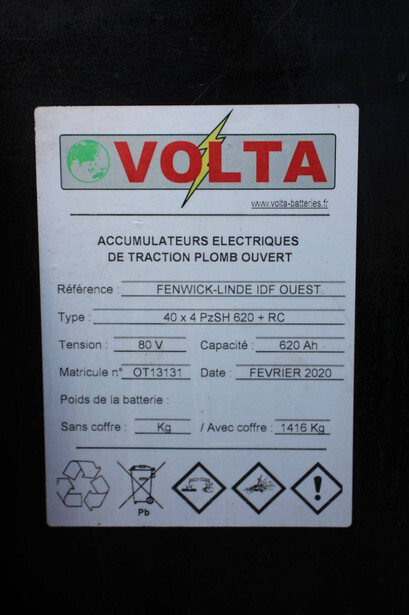 VOLTA
www.volta-batteries.fr
ACCUMULATEURS ELECTRIQUES
DE TRACTION PLOMB OUVERT
Référence : FENWICK-LINDE IDF OUEST
Type : 40 x 4 PzSH 620 + RC
Tension : 80 V Capacité : 620 Ah
Matricule n° OT13131 Date : FEVRIER 2020
Poids de la batterie :
Sans coffre : Kg / Avec coffre : 1416 Kg
Pb